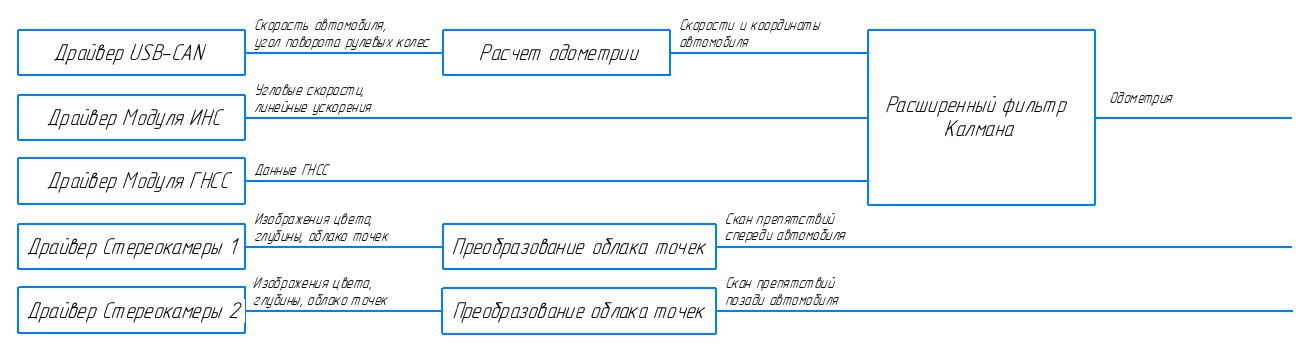 Скорость автомобиля,
угол поворота рулевых колес
Скорости и координаты
автомобиля
Драйвер USB-CAN
Расчет одометрии
Угловые скорости,
линейные ускорения
Расширенный фильтр
Калмана
Одометрия
Драйвер Модуля ИНС
Данные ГНСС
Драйвер Модуля ГНСС
Изображения цвета,
глубины, облако точек
Скан препятствий
спереди автомобиля
Драйвер Стереокамеры 1
Преобразование облака точек
Изображения цвета,
глубины, облако точек
Скан препятствий
позади автомобиля
Драйвер Стереокамеры 2
Преобразование облака точек